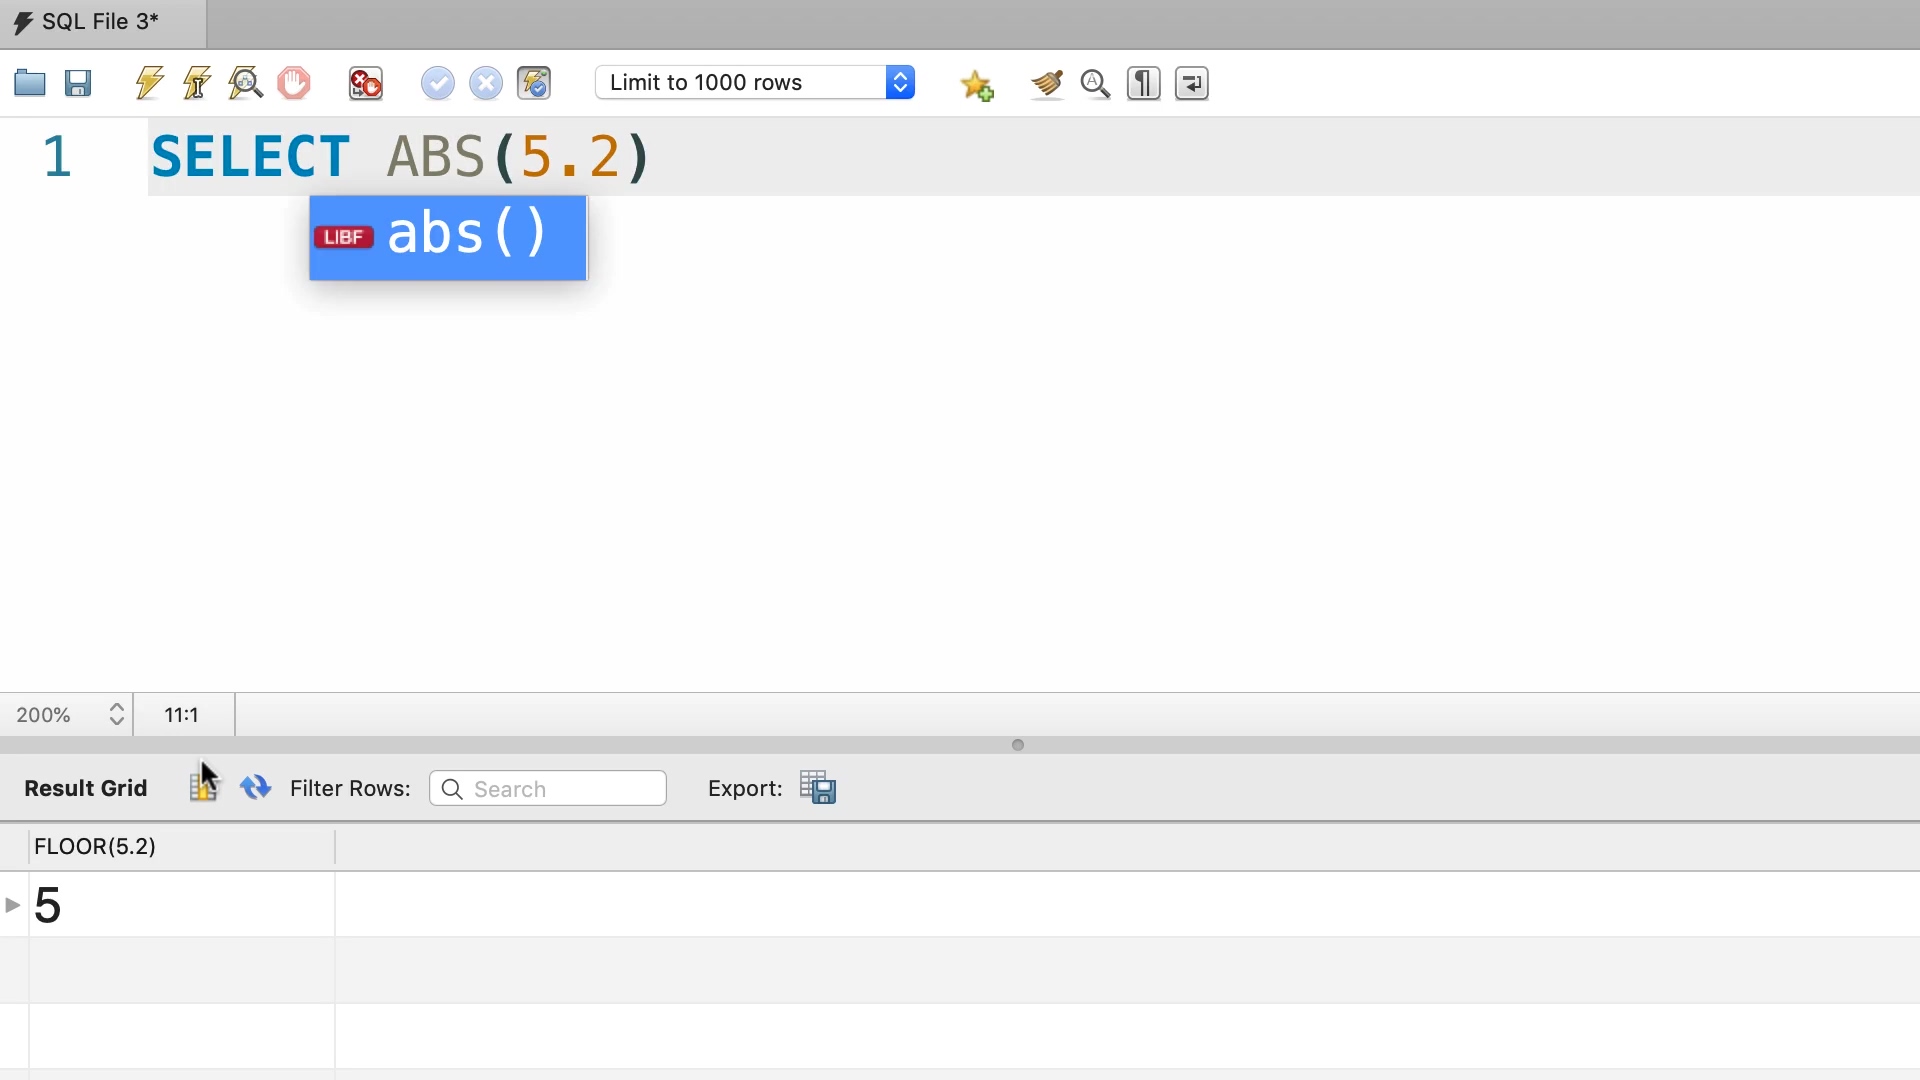 SQL File 3*
Limit to 1000 rows
1 SELECT ABS(5.2)
LIBF abs()
200% 11:1
Result Grid Filter Rows: Search Export:
FLOOR(5.2)
5